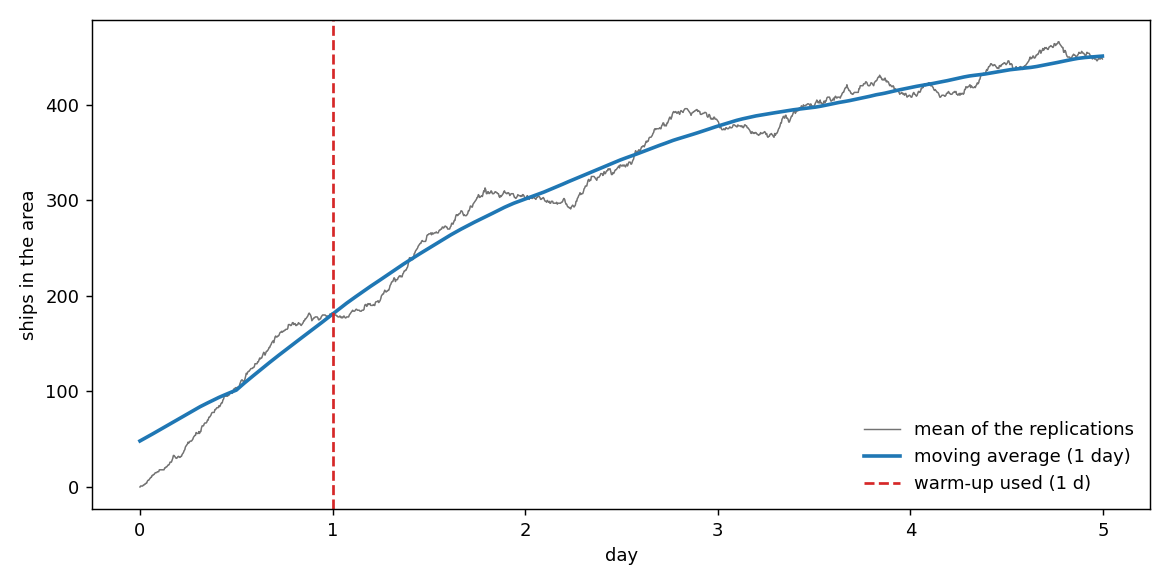 400
300
200
100
0
ships in the area
0 1 2 3 4 5
day
mean of the replications
moving average (1 day)
warm-up used (1 d)